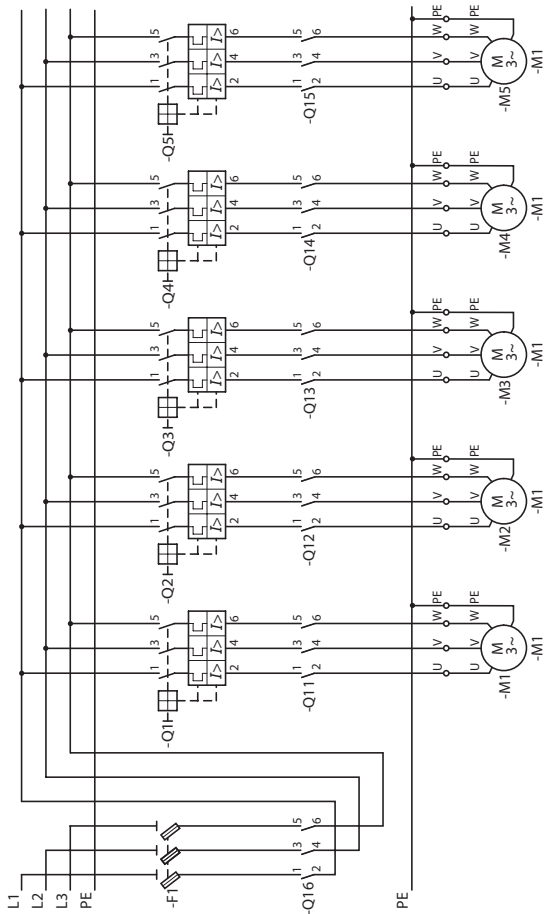 L1
L2
L3
PE
1 3 5 1 3 5 1 3 5 1 3 5 1 3 5
-F1 -Q1 -Q2 -Q3 -Q4 -Q5
I> I> I> I> I> I> I> I> I> I> I> I> I> I> I>
2 4 6 2 4 6 2 4 6 2 4 6 2 4 6
1 3 5 1 3 5 1 3 5 1 3 5 1 3 5 1 3 5
-Q16 -Q11 -Q12 -Q13 -Q14 -Q15
2 4 6 2 4 6 2 4 6 2 4 6 2 4 6 2 4 6
PE
U V W PE U V W PE U V W PE U V W PE U V W PE
U V W PE U V W PE U V W PE U V W PE U V W PE
M M M M M
-M1 -M2 -M3 -M4 -M5
3~ 3~ 3~ 3~ 3~
-M1 -M1 -M1 -M1 -M1